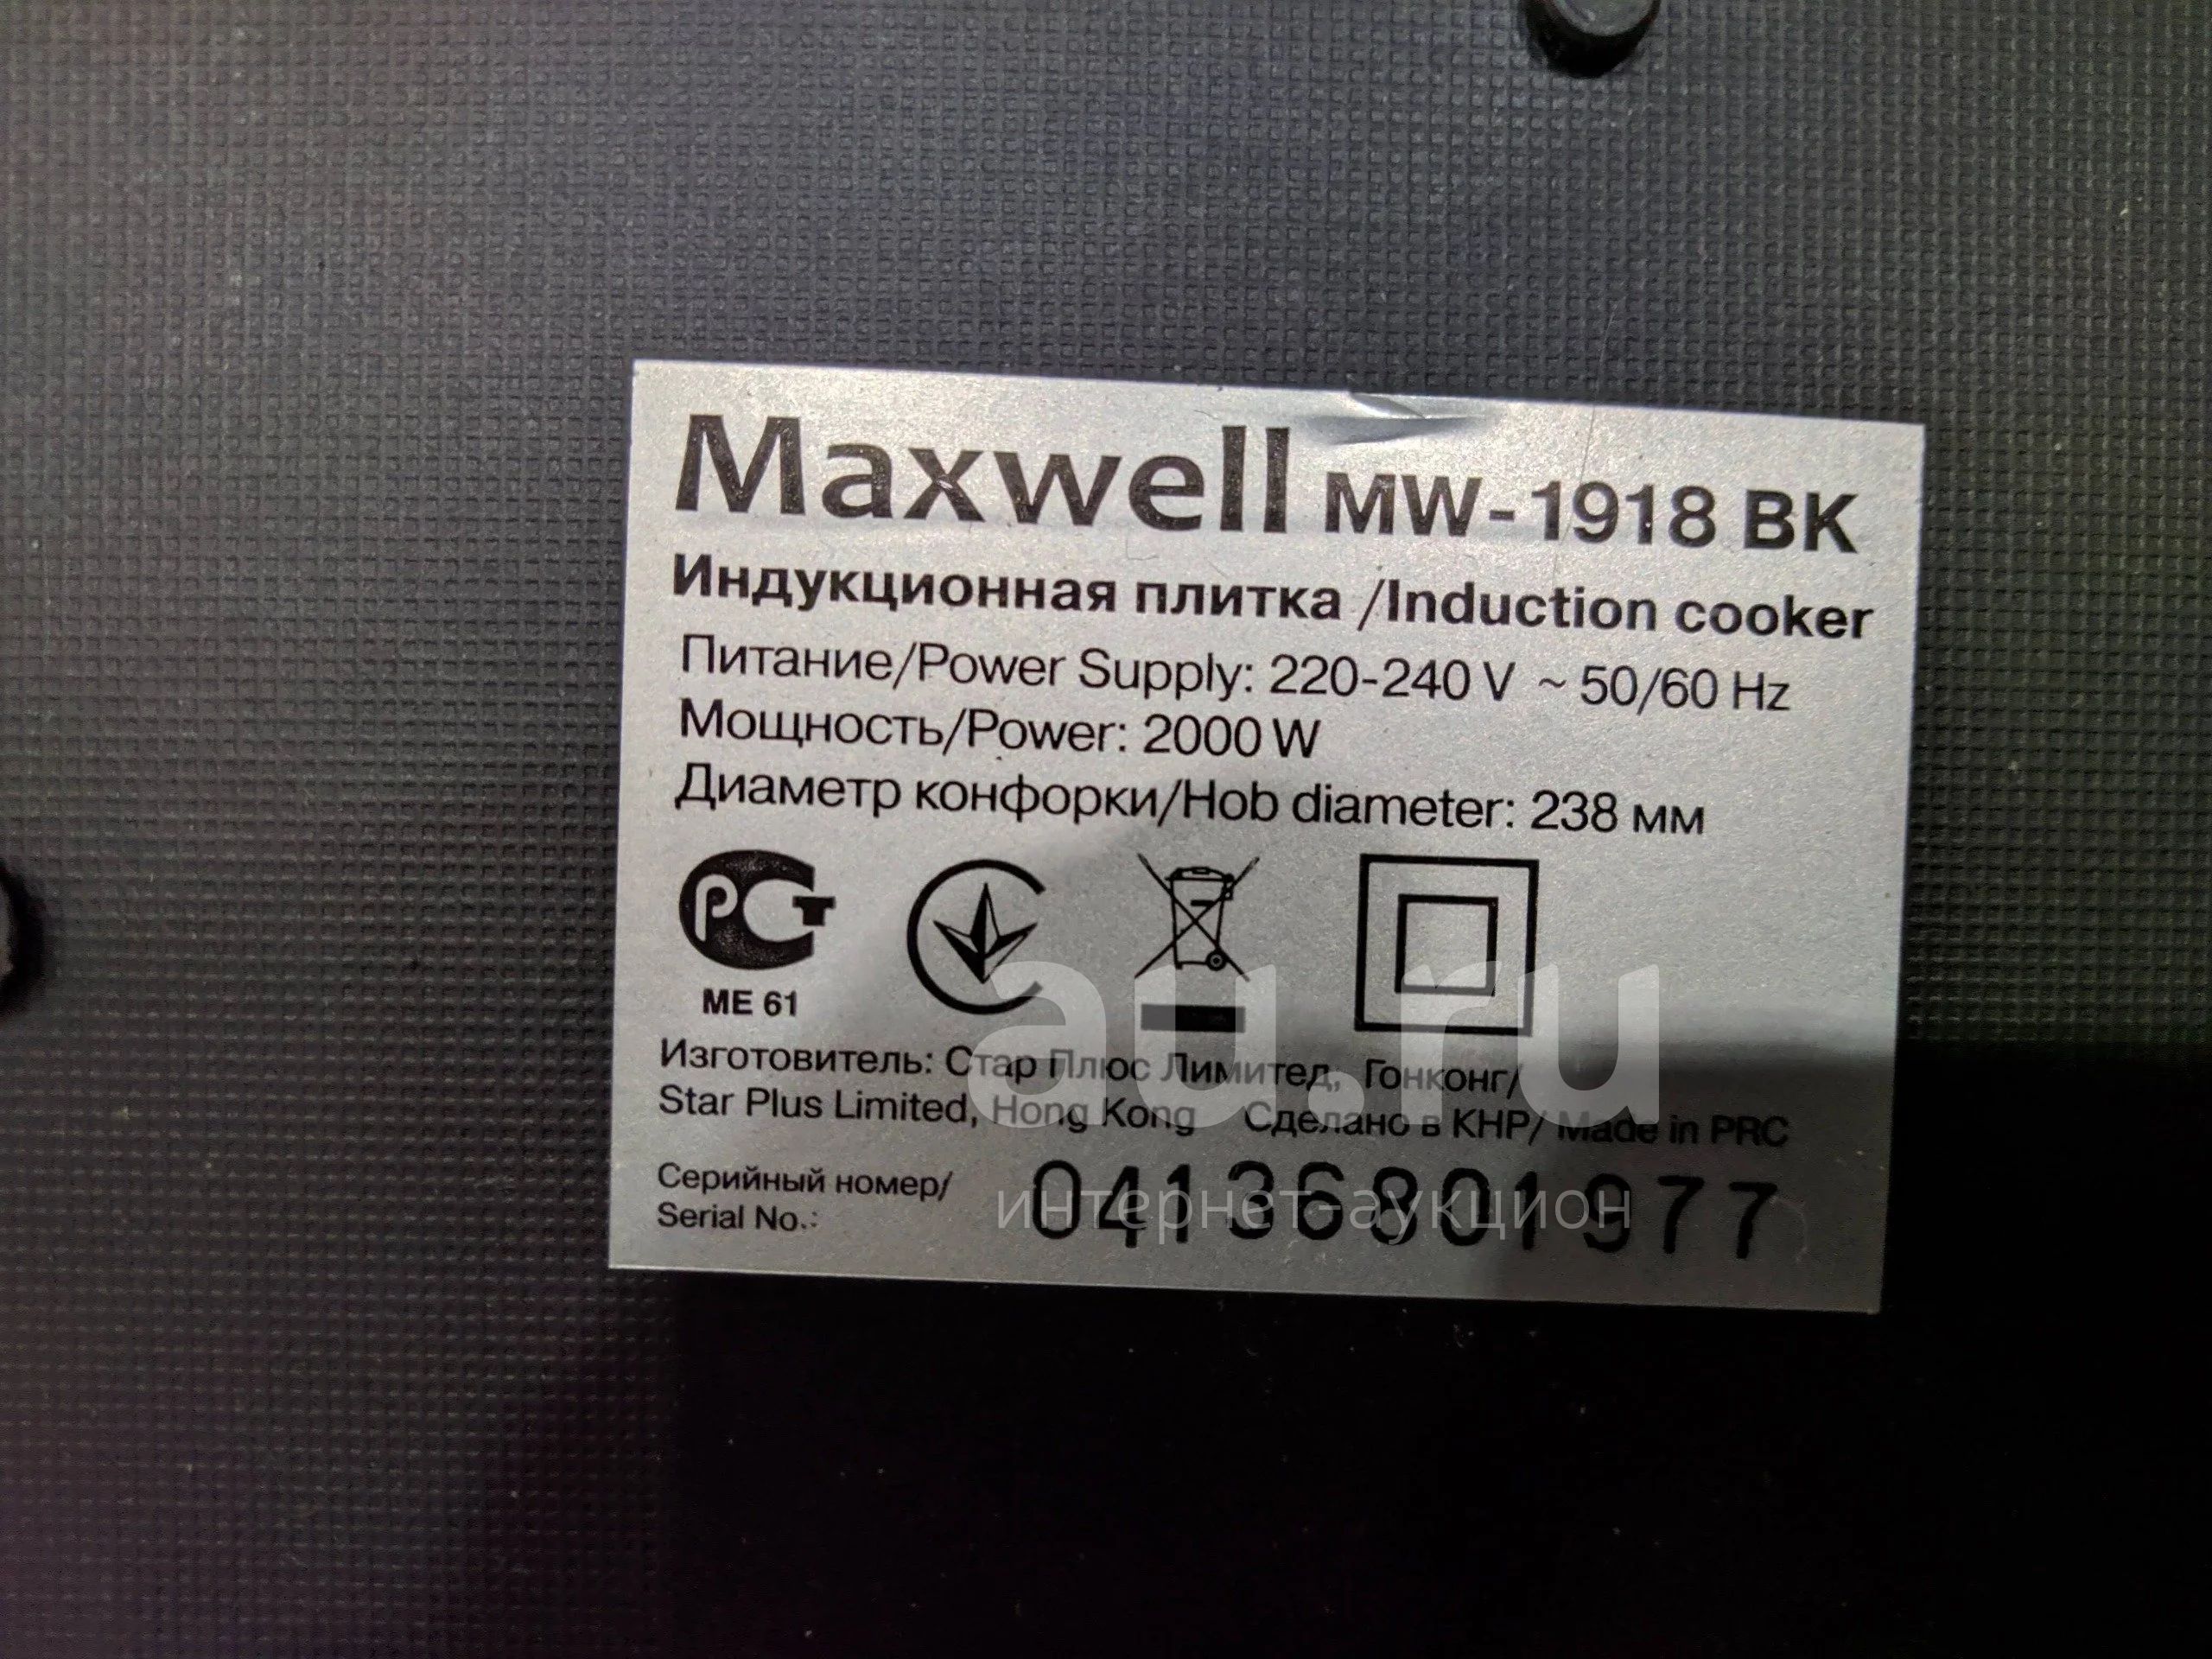 Maxwell MW-1918 BK
Индукционная плитка /Induction cooker
Питание/Power Supply: 220-240 V ~ 50/60 Hz
Мощность/Power: 2000 W
Диаметр конфорки/Hob diameter: 238 мм
РСТ
ME 61
Изготовитель: Стар Плюс Лимитед, Гонконг/
Star Plus Limited, Hong Kong Сделано в КНР/ Made in PRC
Серийный номер/
Serial No.: 04136801977
au.ru
интернет-аукцион